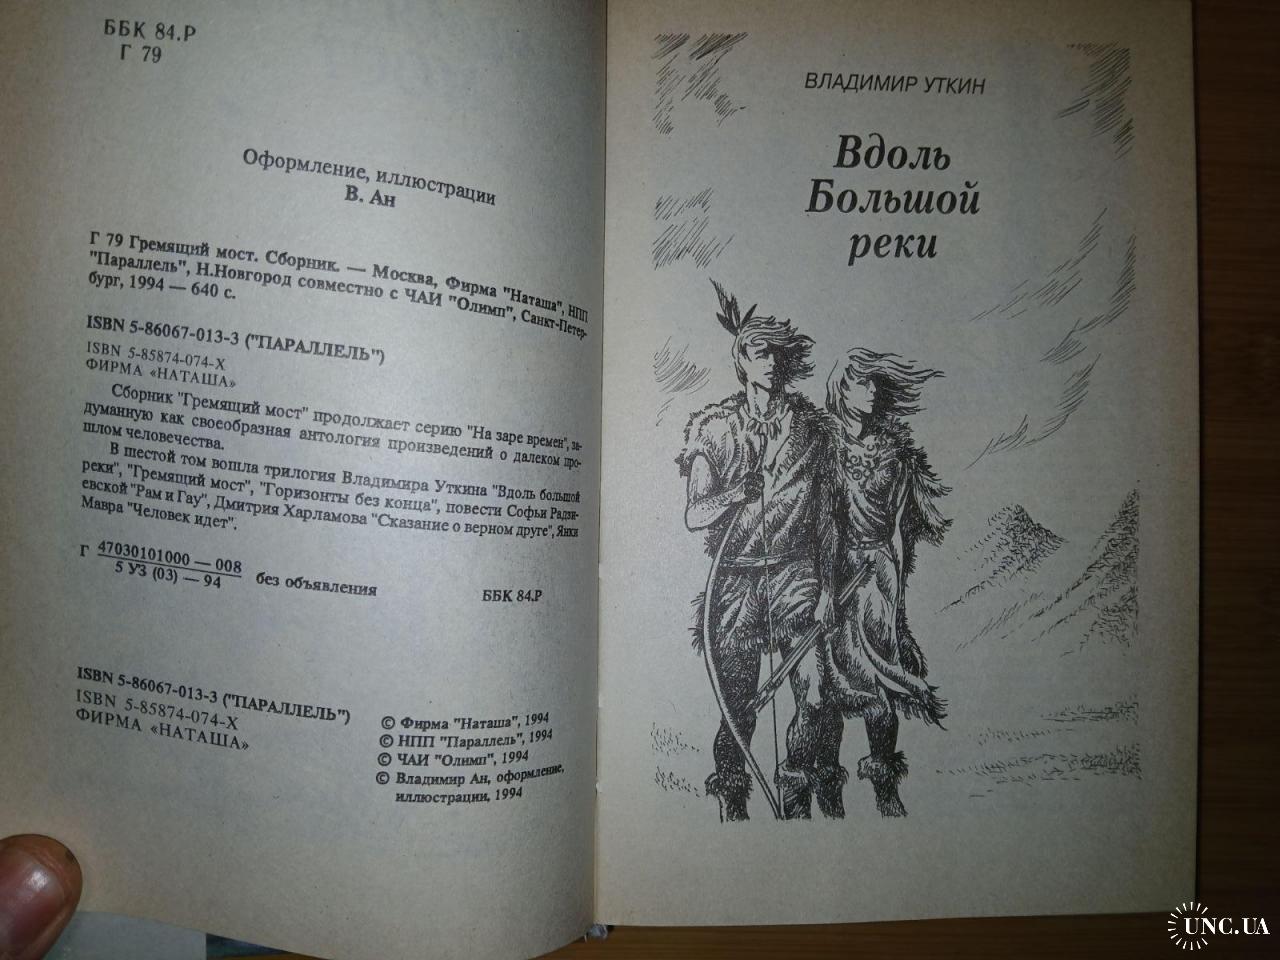 ББК 84.Р
Г 79
Оформление, иллюстрации
В. Ан
Г 79 Гремящий мост. Сборник. — Москва, Фирма "Наташа", НПП
"Параллель", Н.Новгород совместно с ЧАИ "Олимп", Санкт-Петер-
бург, 1994 — 640 с.
ISBN 5-86067-013-3 ("ПАРАЛЛЕЛЬ")
ISBN 5-85874-074-X
ФИРМА «НАТАША»
Сборник "Гремящий мост" продолжает серию "На заре времен", за-
думанную как своеобразная антология произведений о далеком про-
шлом человечества.
В шестой том вошла трилогия Владимира Уткина "Вдоль большой
реки", "Гремящий мост", "Горизонты без конца", повести Софьи Радзи-
евской "Рам и Гау", Дмитрия Харламова "Сказание о верном друге", Янки
Мавра "Человек идет".
Г 47030101000 — 008
5 УЗ (03) — 94 без объявления
ББК 84.Р
ISBN 5-86067-013-3 ("ПАРАЛЛЕЛЬ")
ISBN 5-85874-074-X
ФИРМА «НАТАША»
© Фирма "Наташа", 1994
© НПП "Параллель", 1994
© ЧАИ "Олимп", 1994
© Владимир Ан, оформление,
иллюстрации, 1994
ВЛАДИМИР УТКИН
Вдоль
Большой
реки
UNC.UA